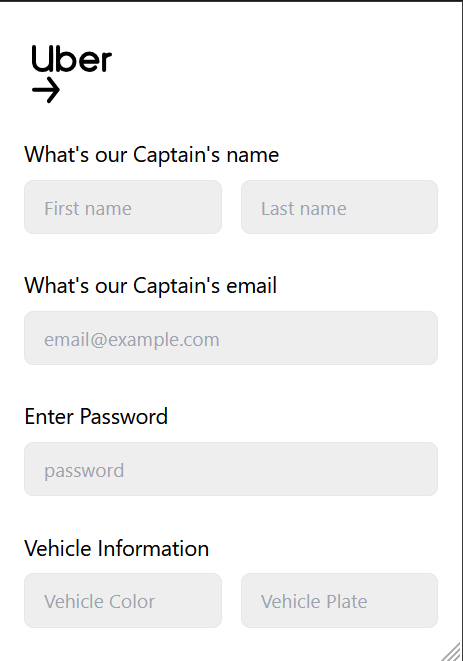 Uber
What's our Captain's name
First name Last name
What's our Captain's email
email@example.com
Enter Password
password
Vehicle Information
Vehicle Color Vehicle Plate